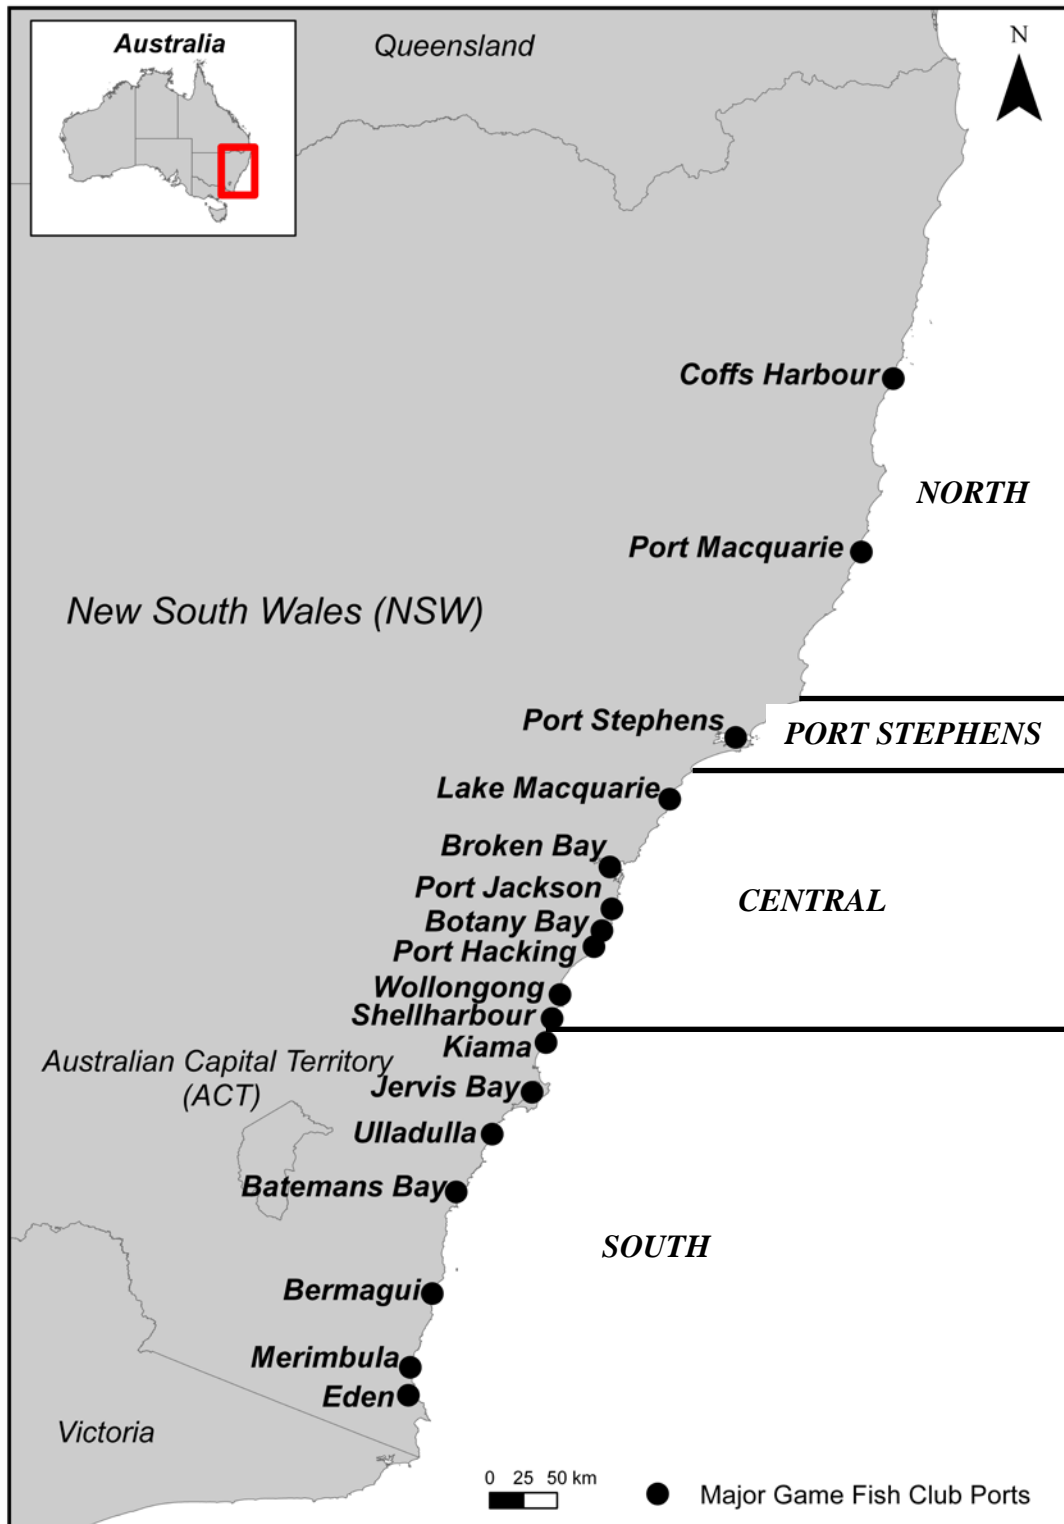 Australia
Queensland
N
Coffs Harbour
NORTH
Port Macquarie
New South Wales (NSW)
Port Stephens
PORT STEPHENS
Lake Macquarie
Broken Bay
Port Jackson
CENTRAL
Botany Bay
Port Hacking
Wollongong
Shellharbour
Kiama
Australian Capital Territory
(ACT)
Jervis Bay
Ulladulla
Batemans Bay
SOUTH
Bermagui
Merimbula
Eden
Victoria
0 25 50 km
Major Game Fish Club Ports